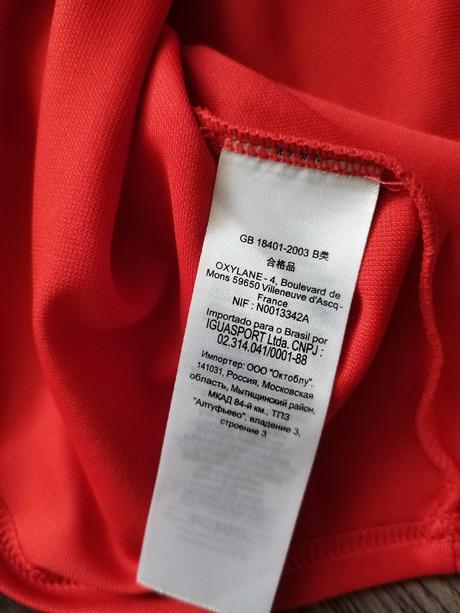 GB 18401-2003 B类
合格品
OXYLANE - 4, Boulevard de
Mons 59650 Villeneuve d'Ascq -
France
NIF : N0013342A
Importado para o Brasil por
IGUASPORT Ltda. CNPJ :
02.314.041/0001-88
Импортер: ООО "Октоблу",
141031, Россия, Московская
область, Мытищинский район,
МКАД 84-й км., ТПЗ
"Алтуфьево", владение 3,
строение 3